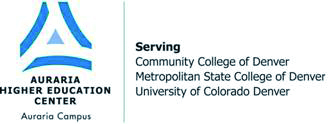 AURARIA
HIGHER EDUCATION
CENTER
Auraria Campus
Serving
Community College of Denver
Metropolitan State College of Denver
University of Colorado Denver